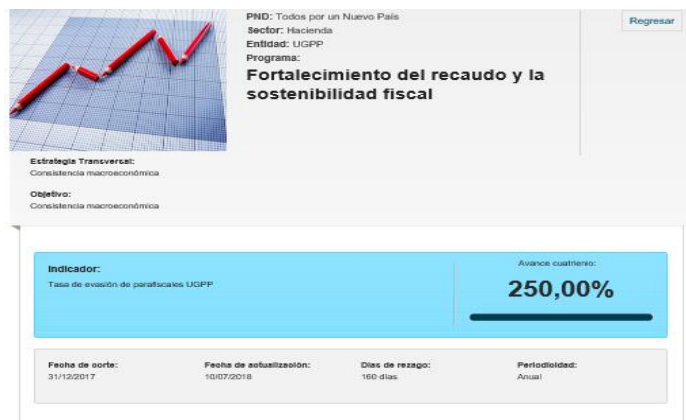 PND: Todos por un Nuevo País
Sector: Hacienda
Entidad: UGPP
Programa:
Fortalecimiento del recaudo y la
sostenibilidad fiscal
Regresar
Estrategia Transversal:
Consistencia macroeconómica
Objetivo:
Consistencia macroeconómica
Indicador:
Tasa de evasión de parafiscales UGPP
Avance cuatrienio:
250,00%
Fecha de corte:
31/12/2017
Fecha de actualización:
10/07/2018
Días de rezago:
160 días
Periodicidad:
Anual